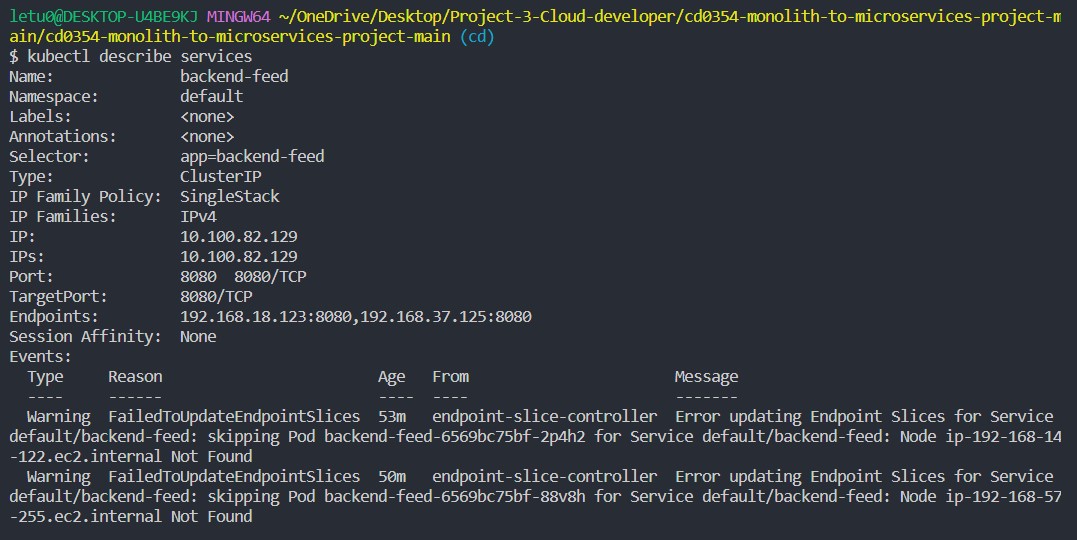 letu0@DESKTOP-U4BE9KJ MINGW64 ~/OneDrive/Desktop/Project-3-Cloud-developer/cd0354-monolith-to-microservices-project-m
ain/cd0354-monolith-to-microservices-project-main (cd)
$ kubectl describe services
Name:              backend-feed
Namespace:         default
Labels:            <none>
Annotations:       <none>
Selector:          app=backend-feed
Type:              ClusterIP
IP Family Policy:  SingleStack
IP Families:       IPv4
IP:                10.100.82.129
IPs:               10.100.82.129
Port:              8080  8080/TCP
TargetPort:        8080/TCP
Endpoints:         192.168.18.123:8080,192.168.37.125:8080
Session Affinity:  None
Events:
  Type     Reason                        Age   From                       Message
  ----     ------                        ----  ----                       -------
  Warning  FailedToUpdateEndpointSlices  53m   endpoint-slice-controller  Error updating Endpoint Slices for Service
default/backend-feed: skipping Pod backend-feed-6569bc75bf-2p4h2 for Service default/backend-feed: Node ip-192-168-14
-122.ec2.internal Not Found
  Warning  FailedToUpdateEndpointSlices  50m   endpoint-slice-controller  Error updating Endpoint Slices for Service
default/backend-feed: skipping Pod backend-feed-6569bc75bf-88v8h for Service default/backend-feed: Node ip-192-168-57
-255.ec2.internal Not Found